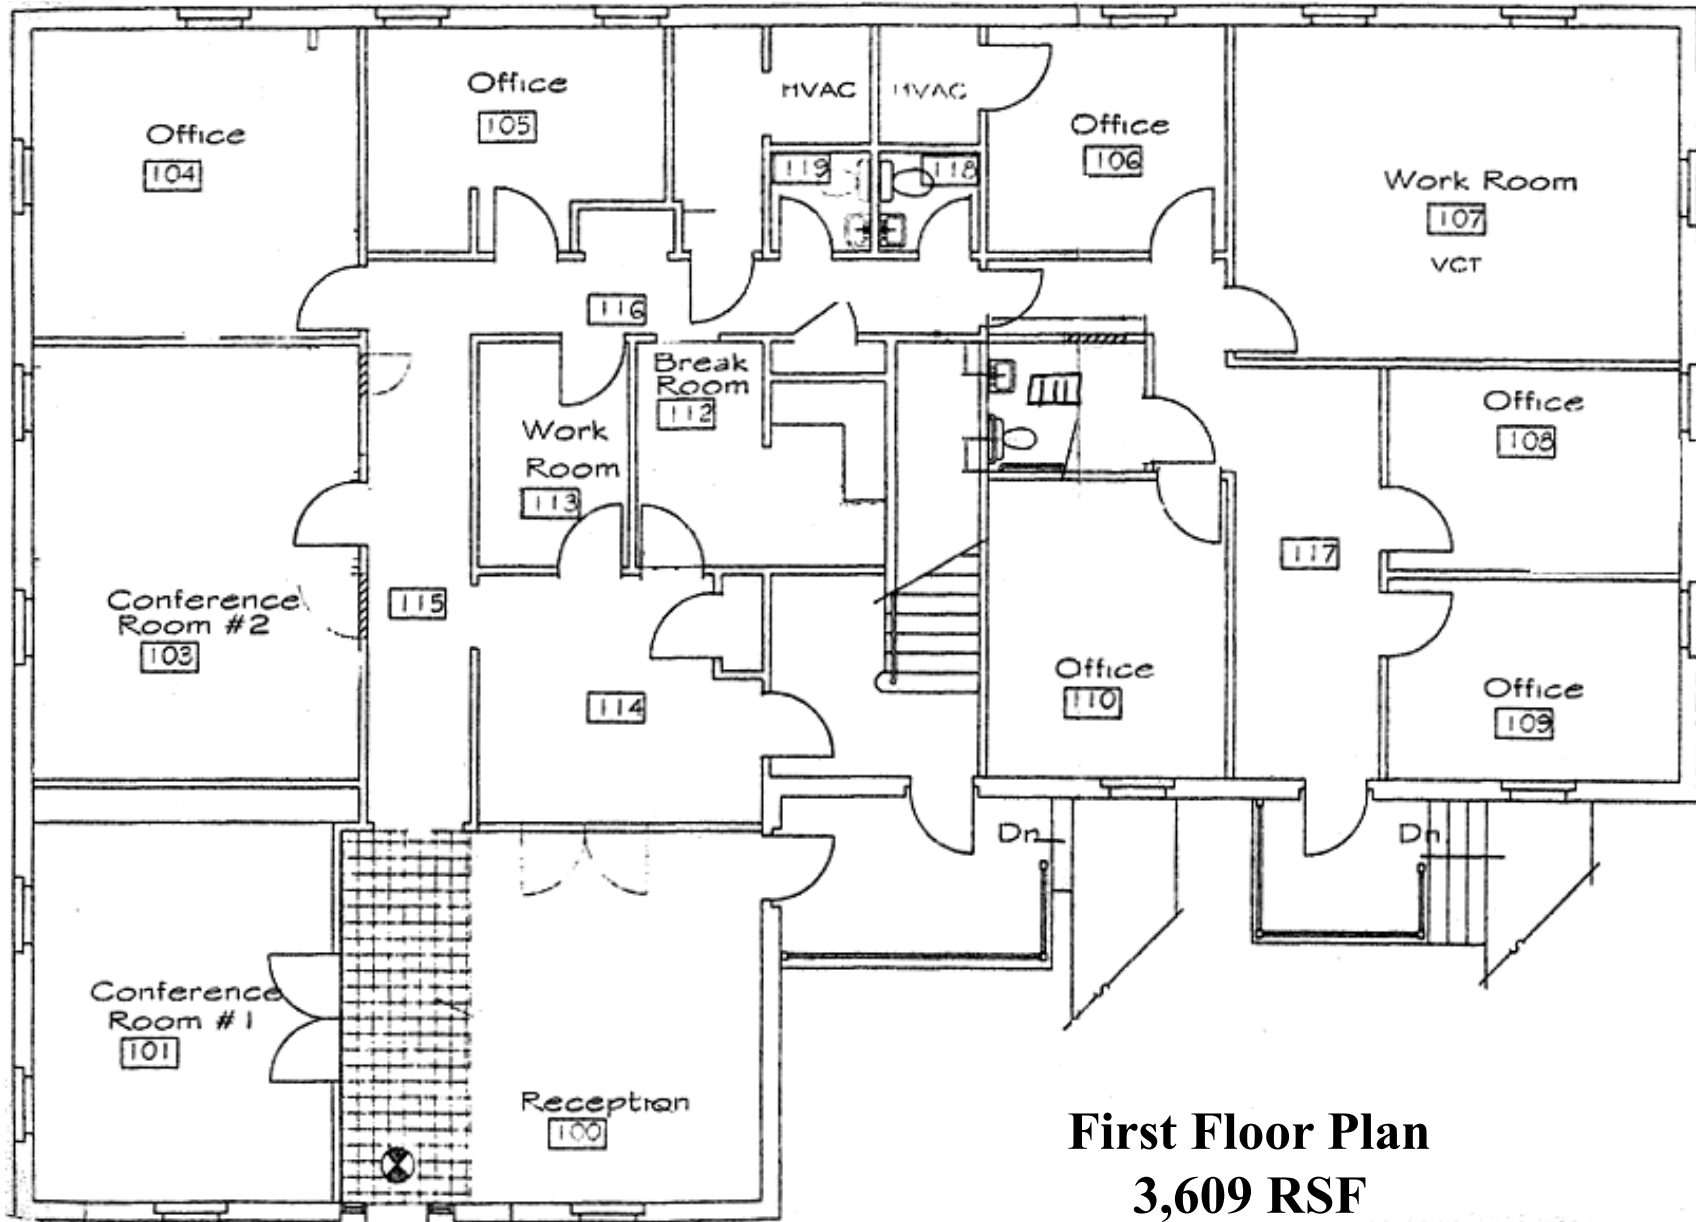 Office
104
Office
105
HVAC
HVAC
119
118
Office
106
Work Room
107
VCT
116
Break
Room
112
Work
Room
113
Office
108
117
Conference
Room #2
103
115
114
Office
110
Office
109
Dn
Dn
Conference
Room #1
101
Reception
100
First Floor Plan
3,609 RSF